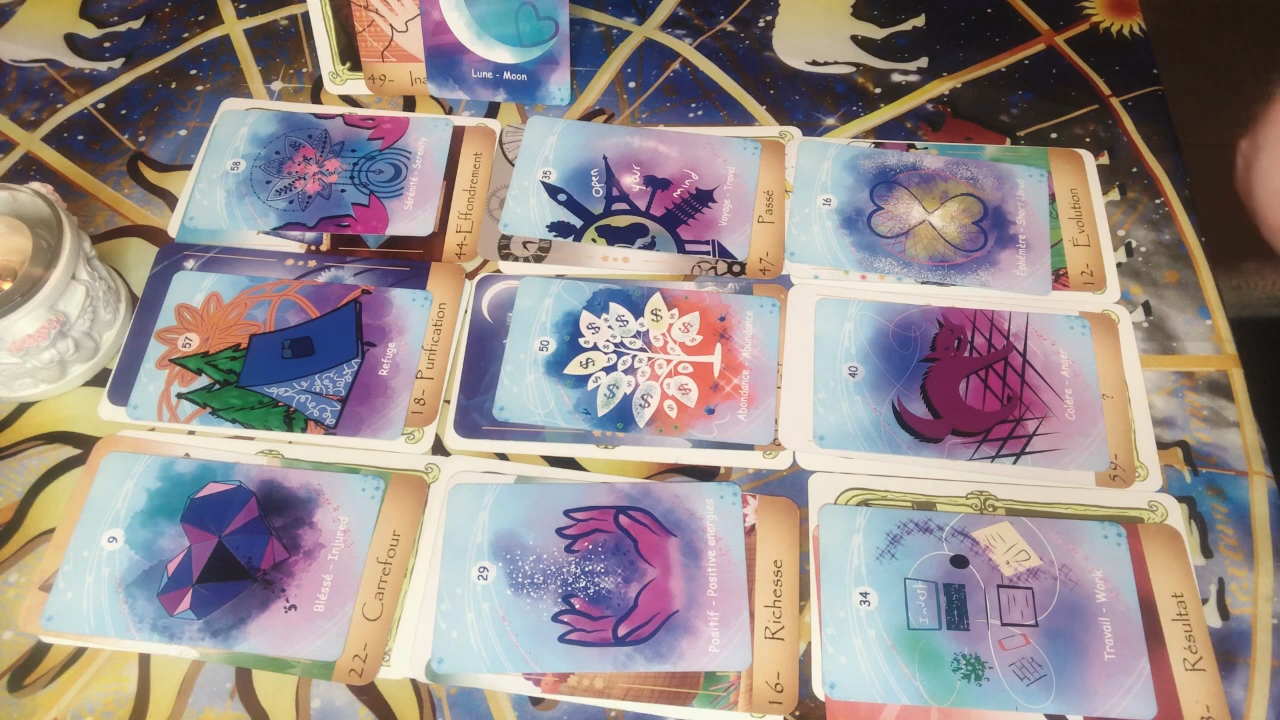 49-
Lune - Moon
58
Sérénité - Serenity
44- Effondrement
35
open
your
mind
Voyage - Travel
47- Passé
16
Éphémère - Short-lived
12- Évolution
57
Refuge
18- Purification
50
$ $ $ $ $ $ $ $
Abondance - Abundance
40
Colère - Anger
59- ?
9
Bléssé - Injured
22- Carrefour
29
Positif - Positive energies
16- Richesse
34
Travail - Work
Résultat